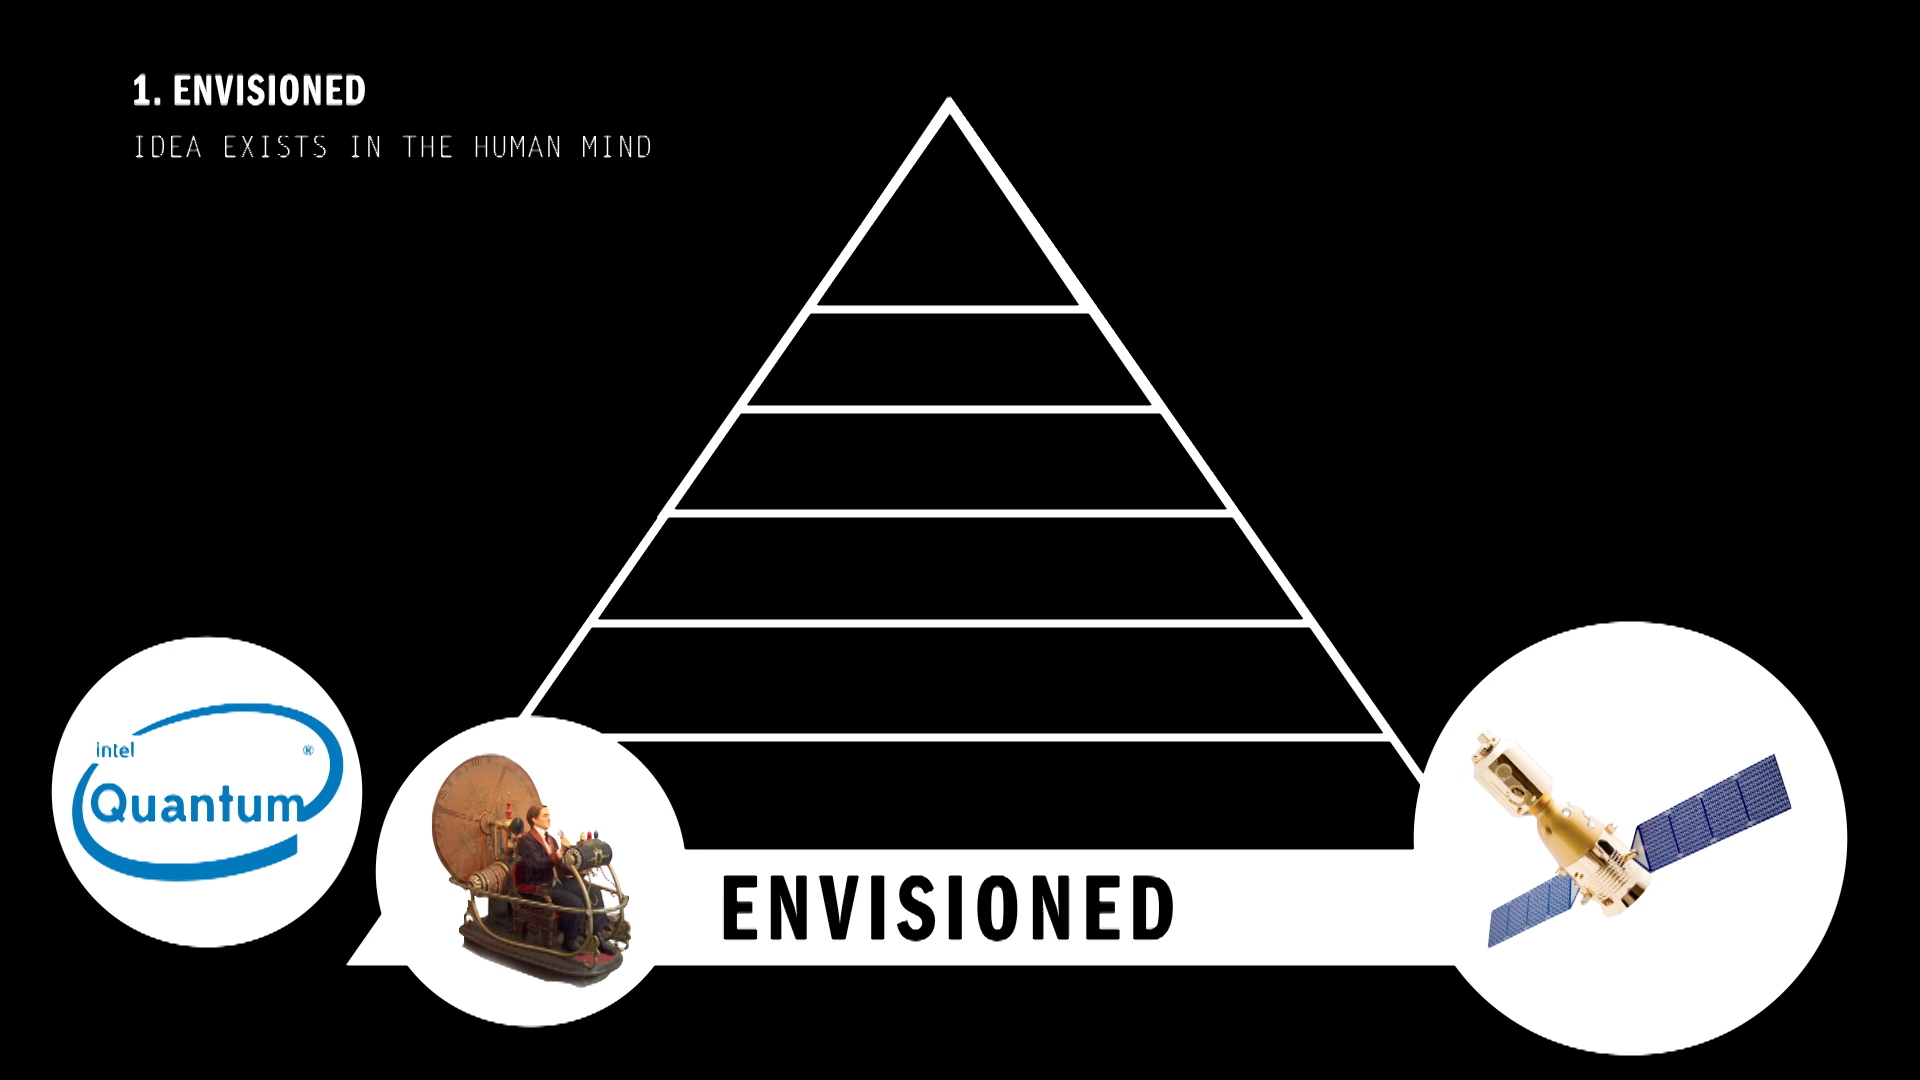 1. ENVISIONED
IDEA EXISTS IN THE HUMAN MIND
intel
®
Quantum
ENVISIONED